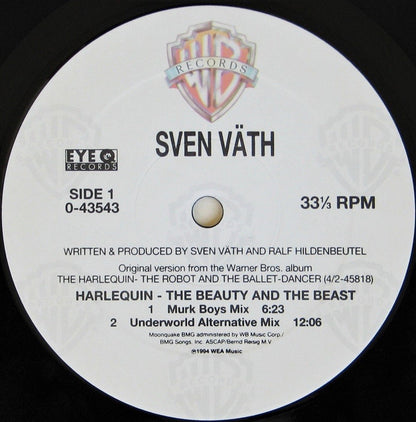 WB
RECORDS
SVEN VÄTH
EYE Q
RECORDS
SIDE 1
0-43543
33⅓ RPM
WRITTEN & PRODUCED BY SVEN VÄTH AND RALF HILDENBEUTEL
Original version from the Warner Bros. album
THE HARLEQUIN- THE ROBOT AND THE BALLET-DANCER (4/2-45818)
HARLEQUIN - THE BEAUTY AND THE BEAST
1 Murk Boys Mix 6:23
2 Underworld Alternative Mix 12:06
Moonquake BMG administered by WB Music Corp./
BMG Songs. Inc. ASCAP/Bernd Reisig M.V
℗1994 WEA Music